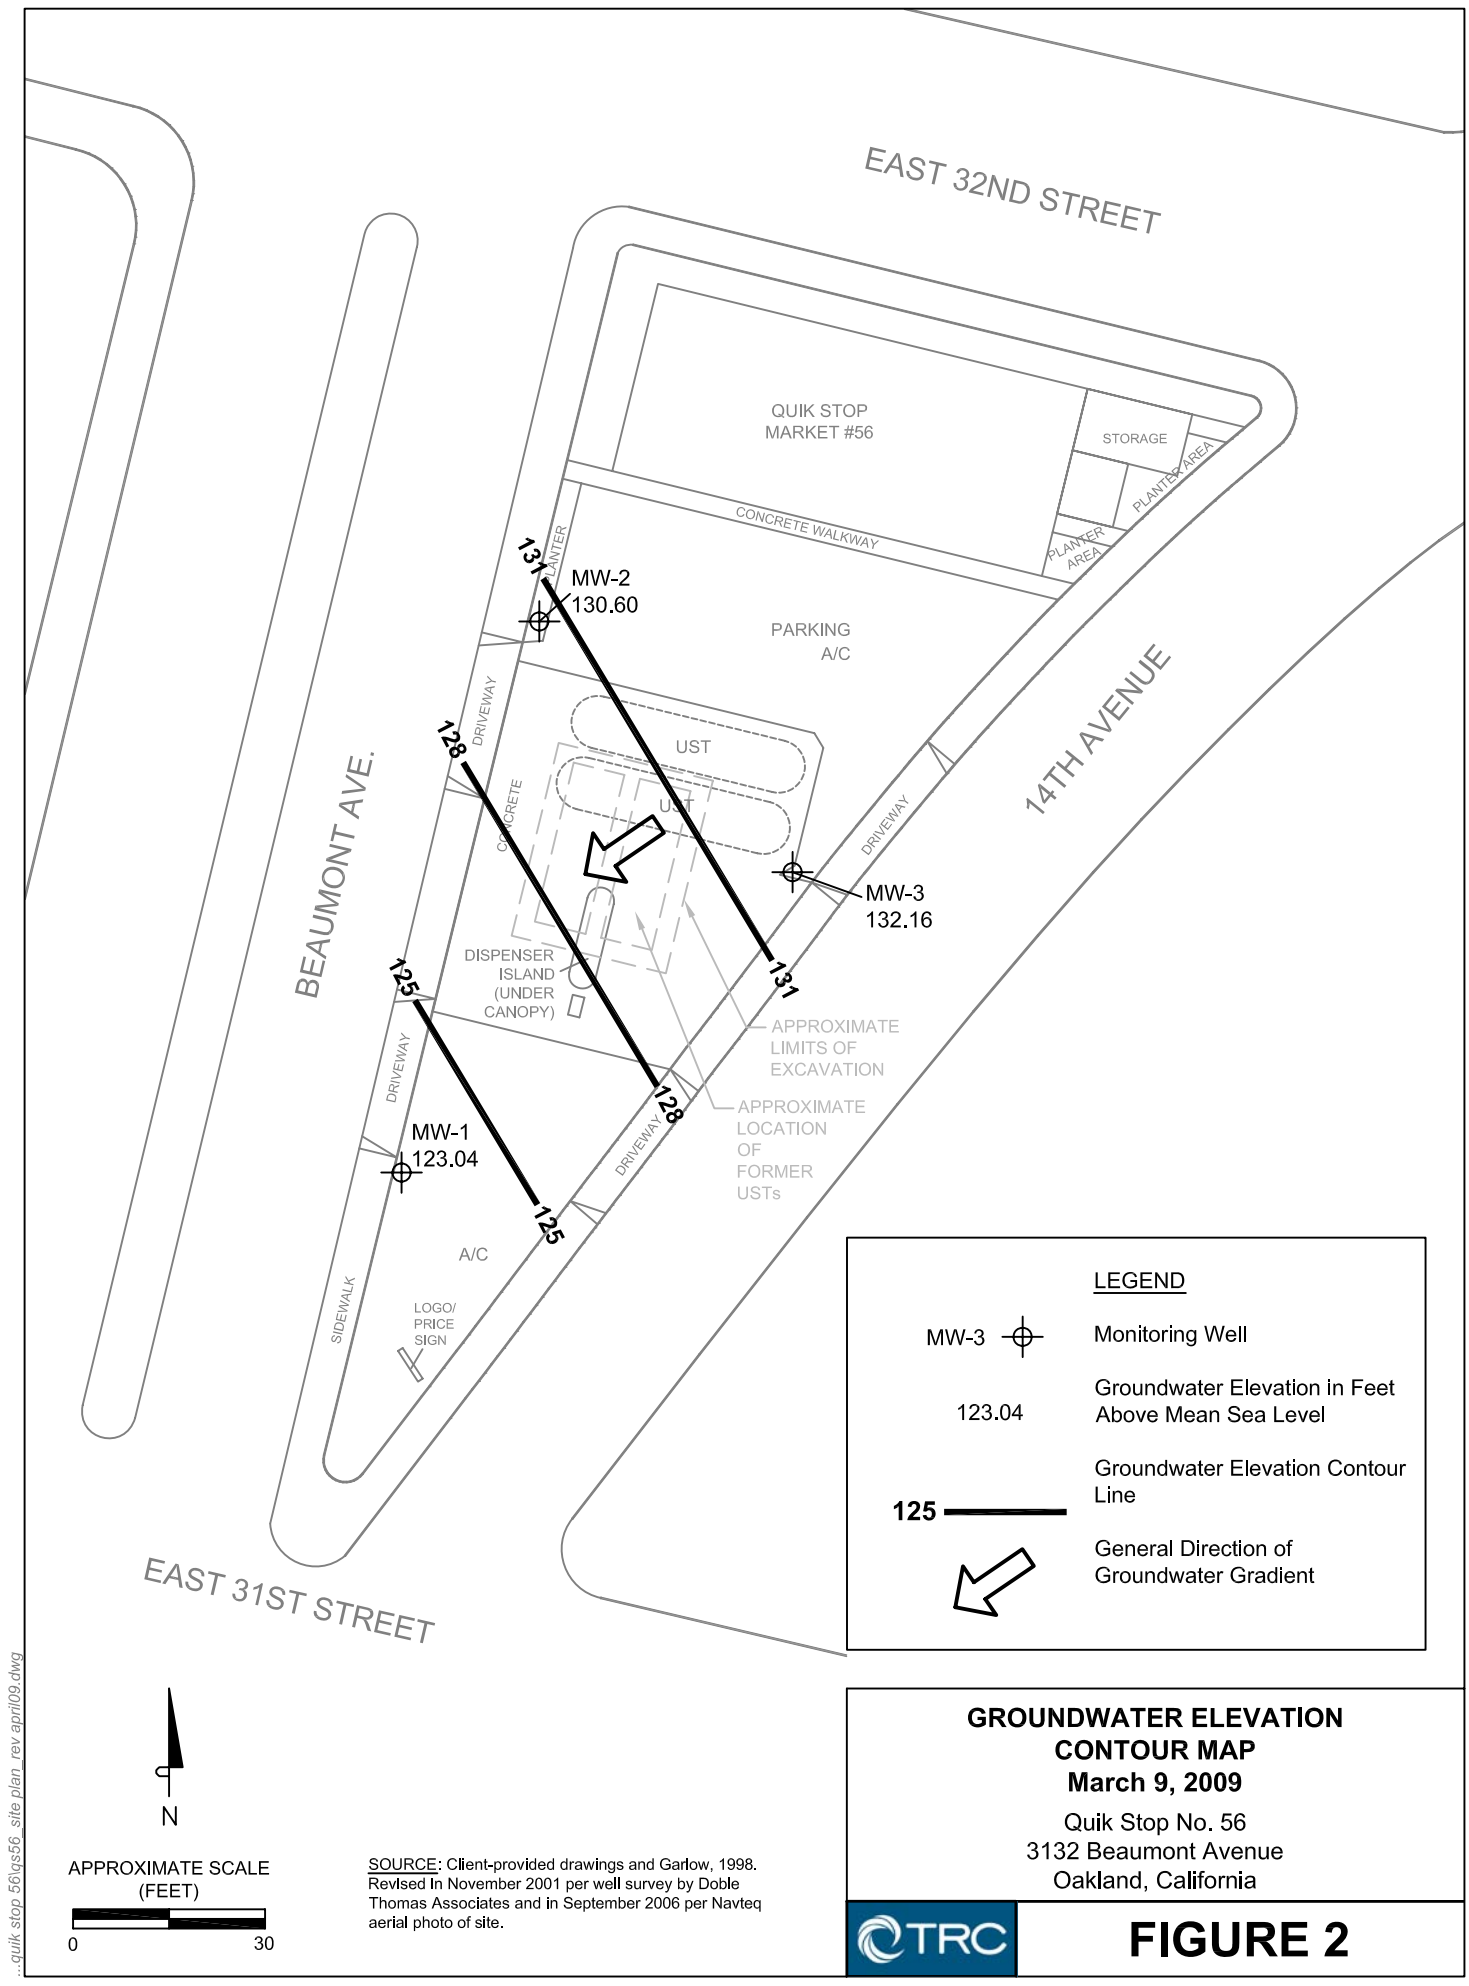 EAST 32ND STREET
QUIK STOP
MARKET #56
STORAGE
PLANTER AREA
CONCRETE WALKWAY
PLANTER
AREA
PLANTER
131
MW-2
130.60
PARKING
A/C
14TH AVENUE
DRIVEWAY
128
UST
BEAUMONT AVE.
CONCRETE
UST
DRIVEWAY
MW-3
132.16
DISPENSER
ISLAND
(UNDER
CANOPY)
125
131
APPROXIMATE
LIMITS OF
EXCAVATION
DRIVEWAY
128
APPROXIMATE
LOCATION
OF
FORMER
USTs
MW-1
123.04
DRIVEWAY
125
A/C
SIDEWALK
LOGO/
PRICE
SIGN
LEGEND
MW-3
Monitoring Well
123.04
Groundwater Elevation in Feet
Above Mean Sea Level
125
Groundwater Elevation Contour
Line
General Direction of
Groundwater Gradient
EAST 31ST STREET
N
APPROXIMATE SCALE
(FEET)
0 30
SOURCE: Client-provided drawings and Garlow, 1998.
Revised in November 2001 per well survey by Doble
Thomas Associates and in September 2006 per Navteq
aerial photo of site.
GROUNDWATER ELEVATION
CONTOUR MAP
March 9, 2009
Quik Stop No. 56
3132 Beaumont Avenue
Oakland, California
TRC
FIGURE 2
...quik stop 56\qs56_site plan_rev april09.dwg